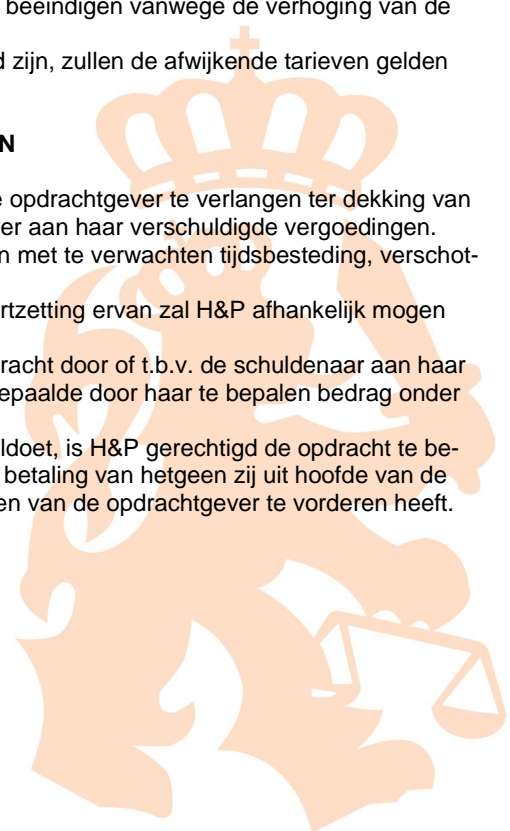 beeindigen vanwege de verhoging van de
zijn, zullen de afwijkende tarieven gelden
N
opdrachtgever te verlangen ter dekking van
er aan haar verschuldigde vergoedingen.
n met te verwachten tijdsbesteding, verschot-
rtzetting ervan zal H&P afhankelijk mogen
racht door of t.b.v. de schuldenaar aan haar
epaalde door haar te bepalen bedrag onder
ldoet, is H&P gerechtigd de opdracht te be-
betaling van hetgeen zij uit hoofde van de
en van de opdrachtgever te vorderen heeft.